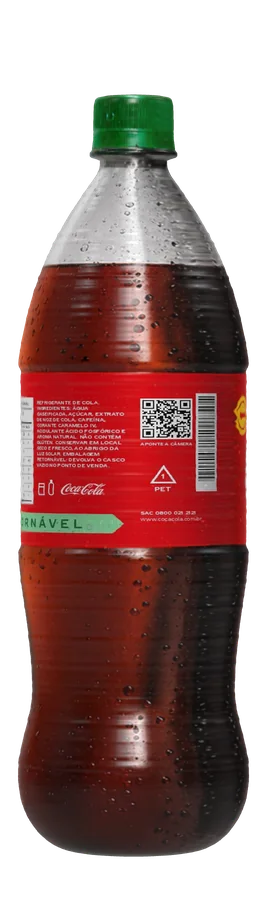 REFRIGERANTE DE COLA.
INGREDIENTES: ÁGUA
GASEIFICADA, AÇÚCAR, EXTRATO
DE NOZ DE COLA, CAFEÍNA,
CORANTE CARAMELO IV,
ACIDULANTE ÁCIDO FOSFÓRICO E
AROMA NATURAL. NÃO CONTÉM
GLÚTEN. CONSERVAR EM LOCAL
SECO E FRESCO, AO ABRIGO DA
LUZ SOLAR. EMBALAGEM
RETORNÁVEL: DEVOLVA O CASCO
VAZIO NO PONTO DE VENDA.
Coca-Cola
ORNÁVEL
APONTE A CÂMERA
1
PET
SAC 0800 021 2121
www.cocacola.com.br